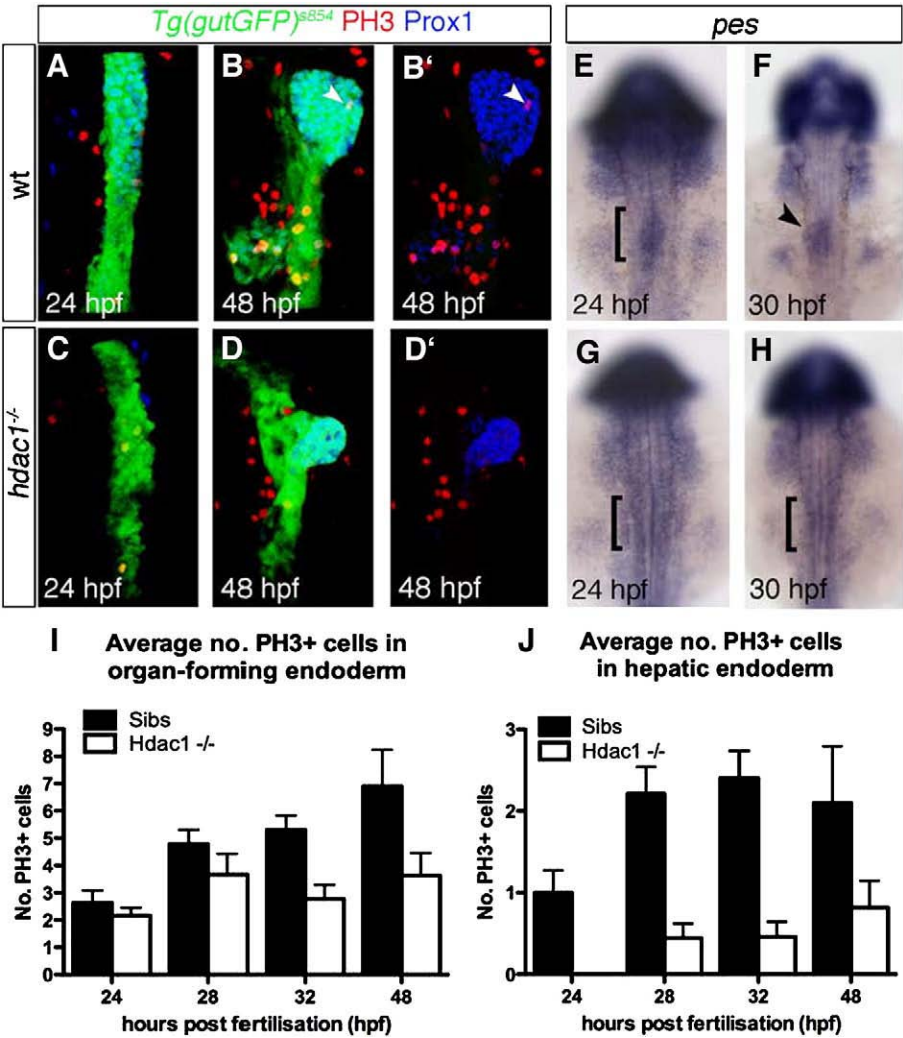 Tg(gutGFP)s854 PH3 Prox1
pes
wt
A
24 hpf
B
48 hpf
B'
48 hpf
E
24 hpf
F
30 hpf
hdac1-/-
C
24 hpf
D
48 hpf
D'
48 hpf
G
24 hpf
H
30 hpf
I
Average no. PH3+ cells in
organ-forming endoderm
Sibs
Hdac1 -/-
No. PH3+ cells
9
8
7
6
5
4
3
2
1
0
24 28 32 48
hours post fertilisation (hpf)
J
Average no. PH3+ cells
in hepatic endoderm
Sibs
Hdac1 -/-
No. PH3+ cells
3
2
1
0
24 28 32 48
hours post fertilisation (hpf)